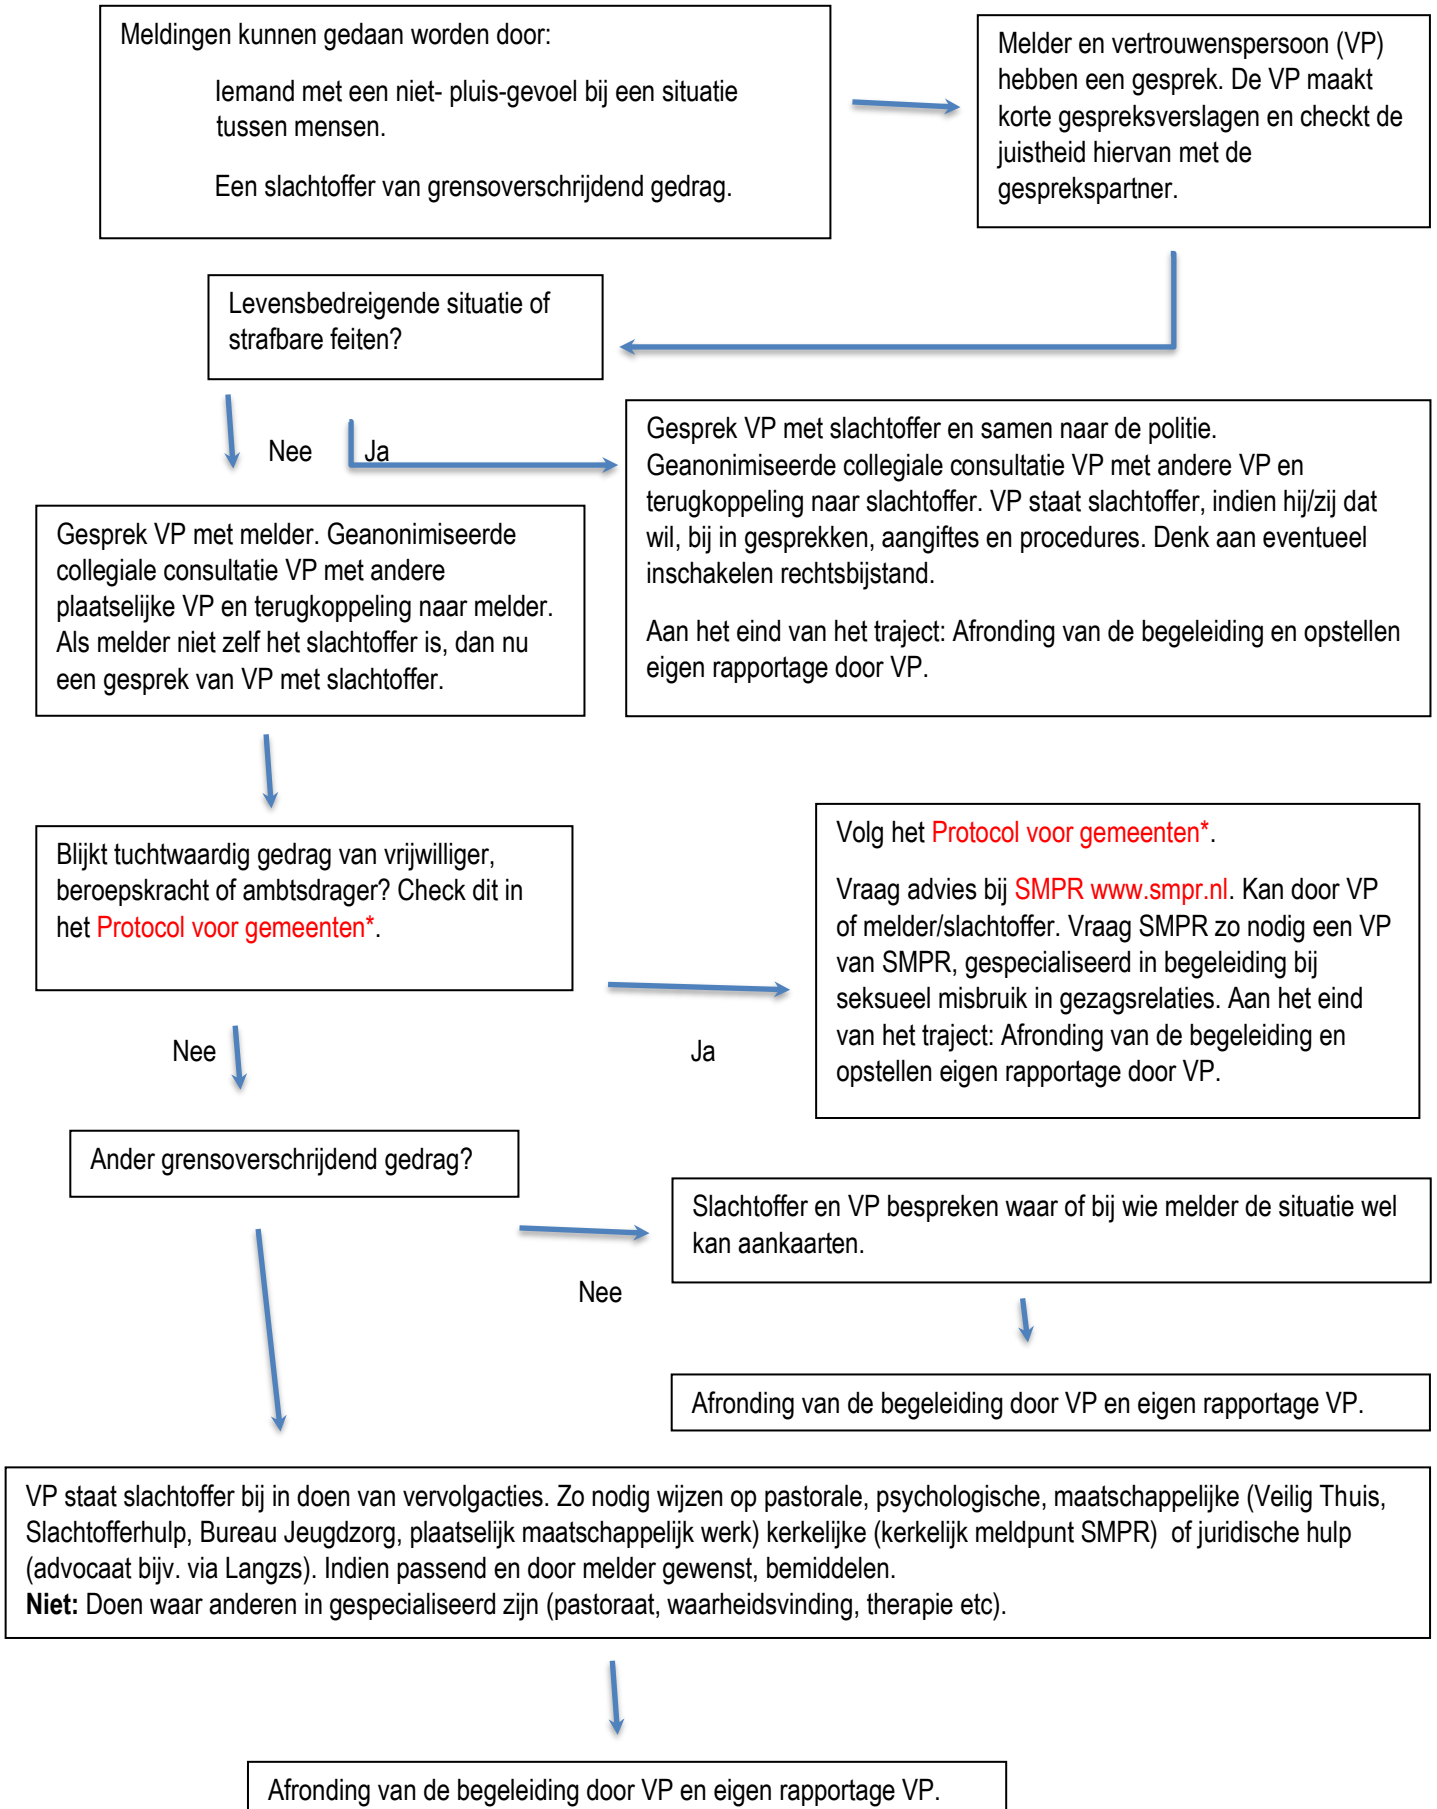 Meldingen kunnen gedaan worden door:
Iemand met een niet- pluis-gevoel bij een situatie
tussen mensen.
Een slachtoffer van grensoverschrijdend gedrag.
Melder en vertrouwenspersoon (VP)
hebben een gesprek. De VP maakt
korte gespreksverslagen en checkt de
juistheid hiervan met de
gesprekspartner.
Levensbedreigende situatie of
strafbare feiten?
Nee
Ja
Gesprek VP met slachtoffer en samen naar de politie.
Geanonimiseerde collegiale consultatie VP met andere VP en
terugkoppeling naar slachtoffer. VP staat slachtoffer, indien hij/zij dat
wil, bij in gesprekken, aangiftes en procedures. Denk aan eventueel
inschakelen rechtsbijstand.
Aan het eind van het traject: Afronding van de begeleiding en opstellen
eigen rapportage door VP.
Gesprek VP met melder. Geanonimiseerde
collegiale consultatie VP met andere
plaatselijke VP en terugkoppeling naar melder.
Als melder niet zelf het slachtoffer is, dan nu
een gesprek van VP met slachtoffer.
Blijkt tuchtwaardig gedrag van vrijwilliger,
beroepskracht of ambtsdrager? Check dit in
het Protocol voor gemeenten*.
Volg het Protocol voor gemeenten*.
Vraag advies bij SMPR www.smpr.nl. Kan door VP
of melder/slachtoffer. Vraag SMPR zo nodig een VP
van SMPR, gespecialiseerd in begeleiding bij
seksueel misbruik in gezagsrelaties. Aan het eind
van het traject: Afronding van de begeleiding en
opstellen eigen rapportage door VP.
Nee
Ja
Ander grensoverschrijdend gedrag?
Slachtoffer en VP bespreken waar of bij wie melder de situatie wel
kan aankaarten.
Nee
Afronding van de begeleiding door VP en eigen rapportage VP.
VP staat slachtoffer bij in doen van vervolgacties. Zo nodig wijzen op pastorale, psychologische, maatschappelijke (Veilig Thuis,
Slachtofferhulp, Bureau Jeugdzorg, plaatselijk maatschappelijk werk) kerkelijke (kerkelijk meldpunt SMPR)  of juridische hulp
(advocaat bijv. via Langzs). Indien passend en door melder gewenst, bemiddelen.
Niet: Doen waar anderen in gespecialiseerd zijn (pastoraat, waarheidsvinding, therapie etc).
Afronding van de begeleiding door VP en eigen rapportage VP.